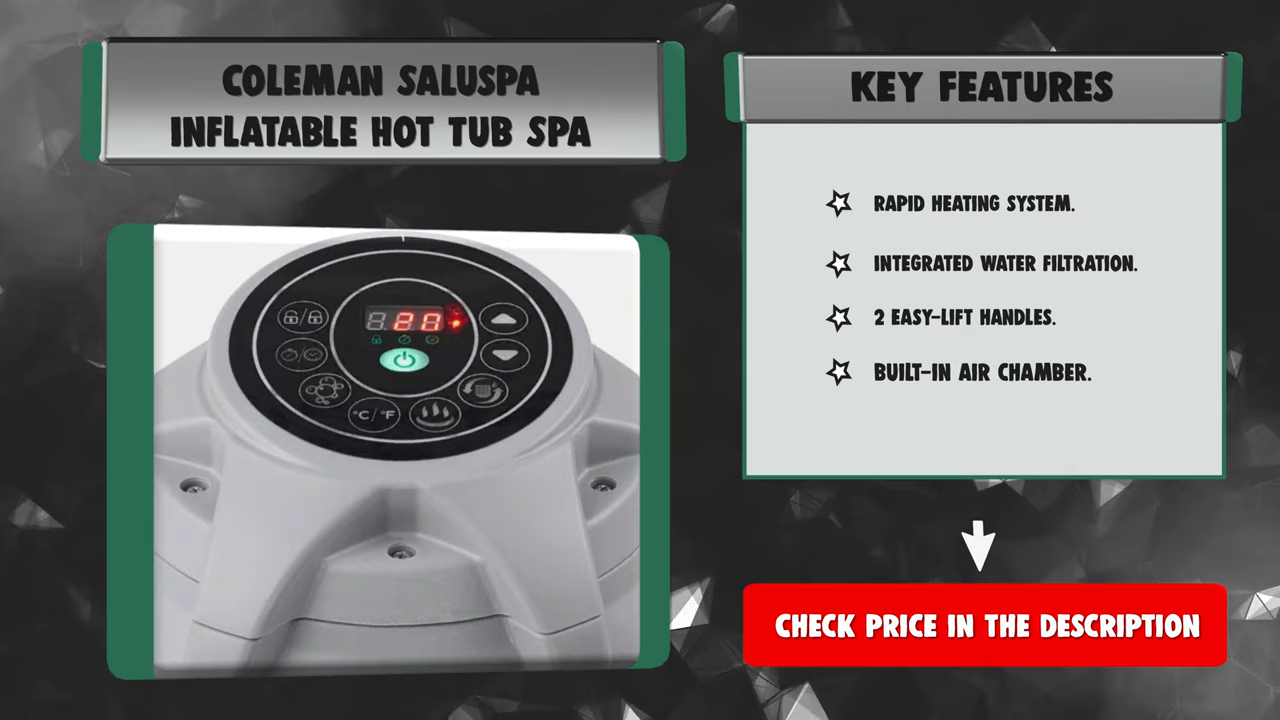 COLEMAN SALUSPA
INFLATABLE HOT TUB SPA
KEY FEATURES
RAPID HEATING SYSTEM.
INTEGRATED WATER FILTRATION.
2 EASY-LIFT HANDLES.
BUILT-IN AIR CHAMBER.
°C/°F
CHECK PRICE IN THE DESCRIPTION